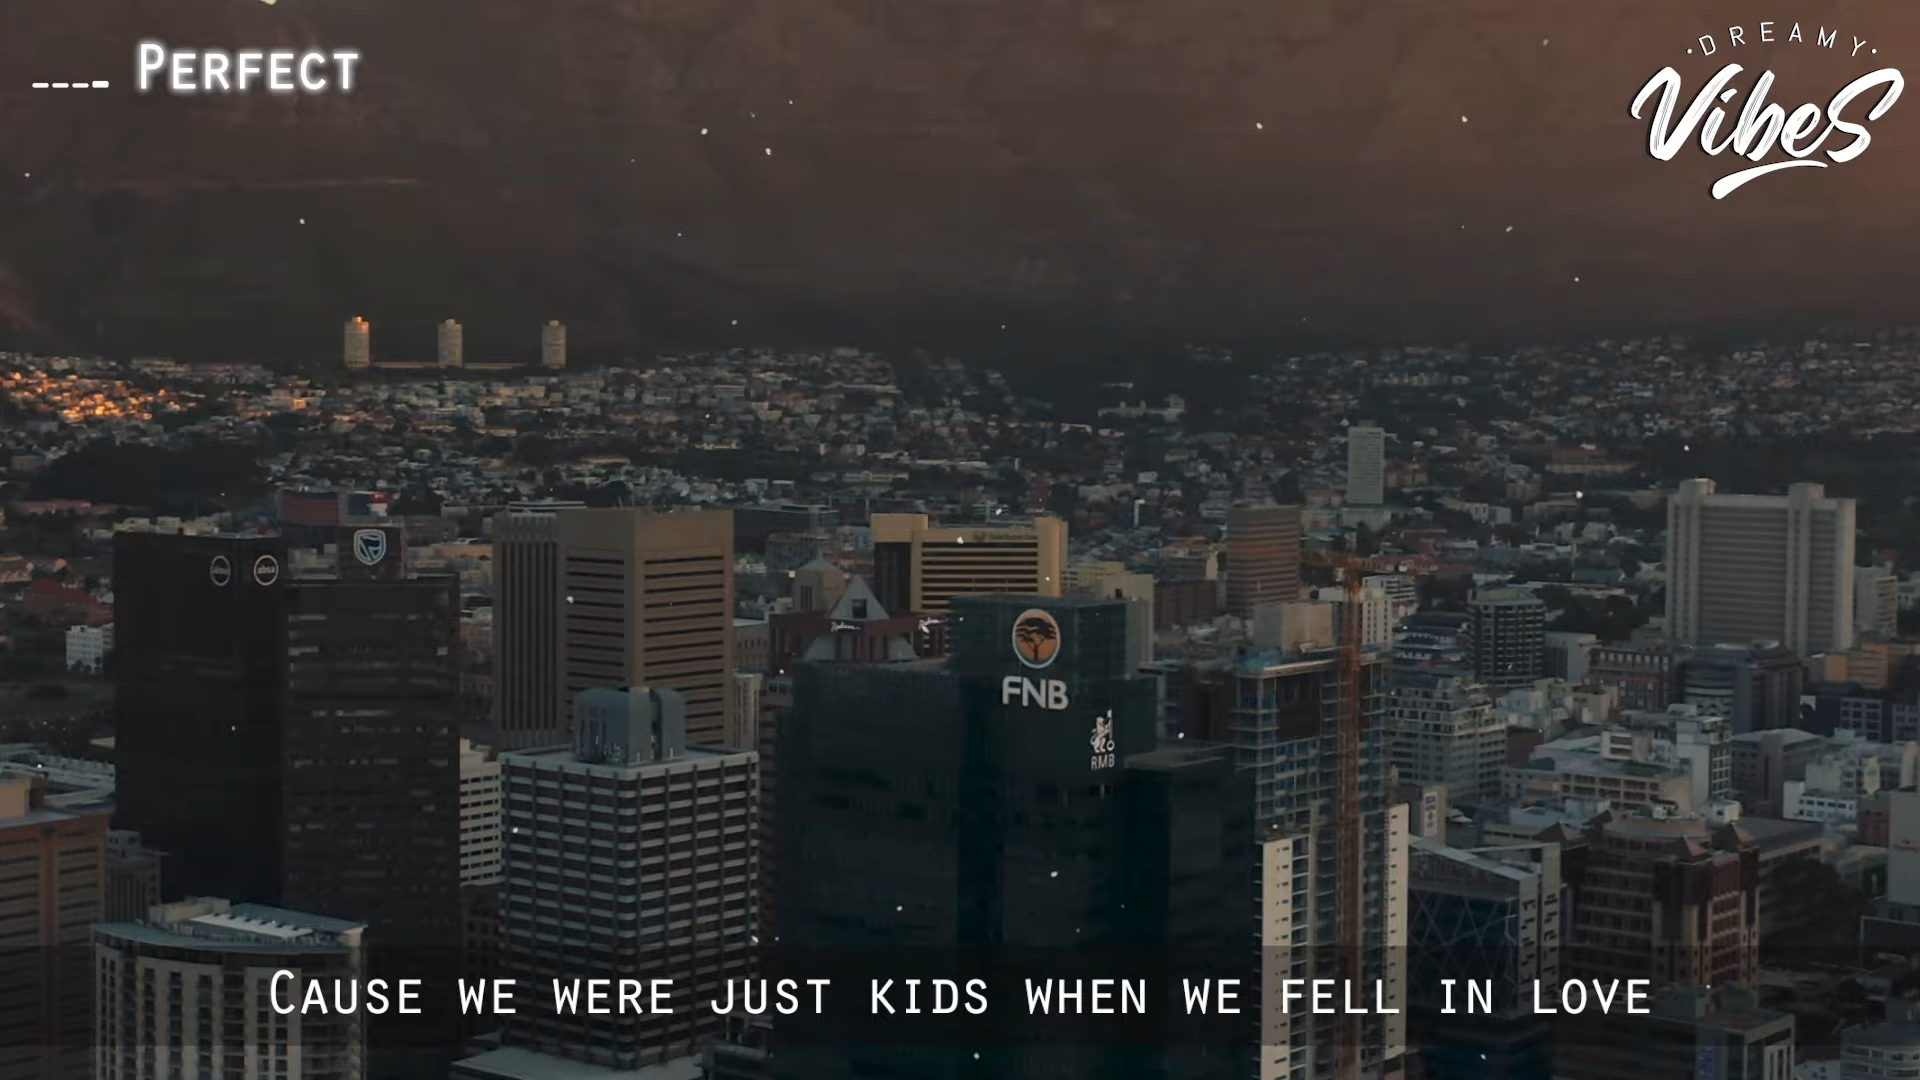 ---- Perfect
·DREAMY·
Vibes
absa
absa
FNB
RMB
Cause we were just kids when we fell in love